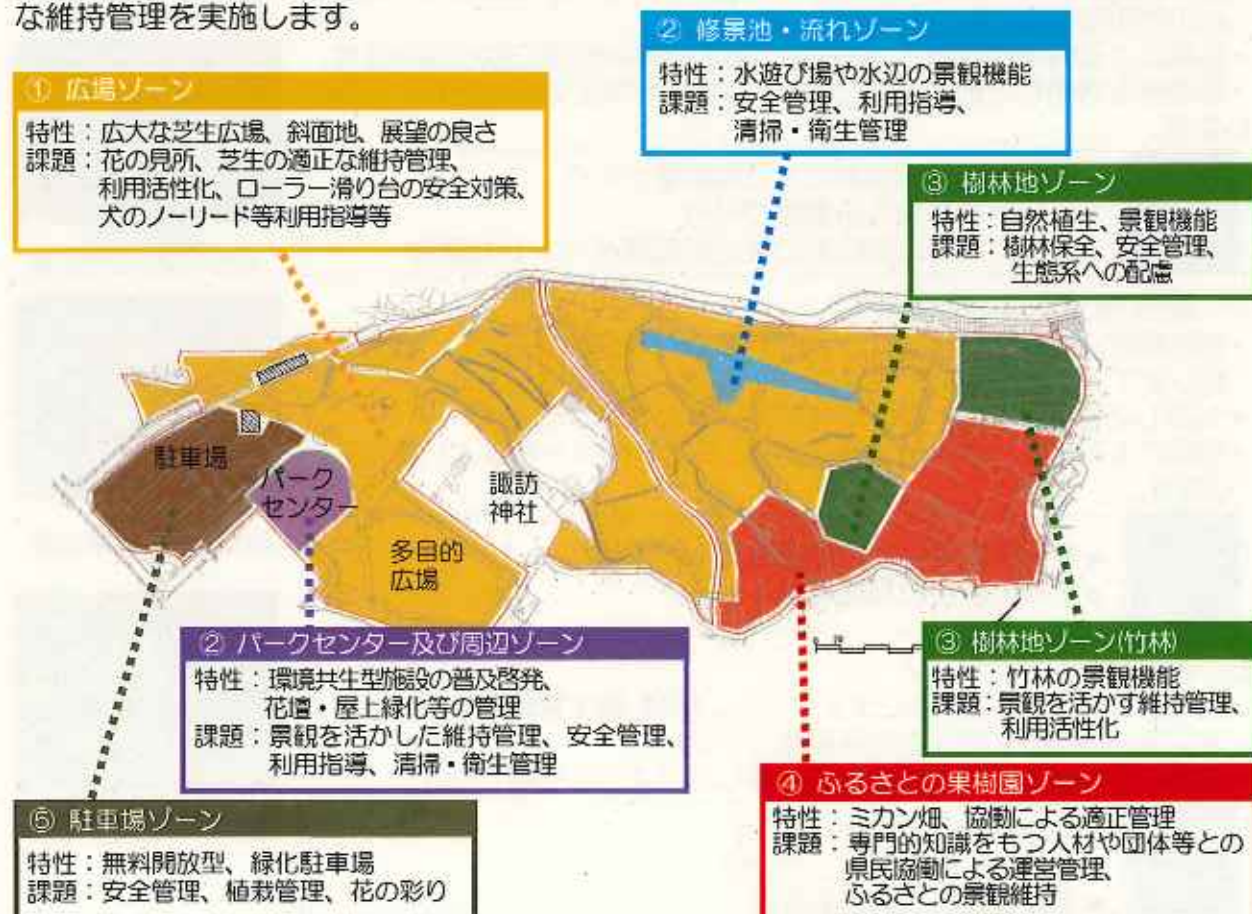 な維持管理を実施します。
① 広場ゾーン
特性：広大な芝生広場、斜面地、展望の良さ
課題：花の見所、芝生の適正な維持管理、
利用活性化、ローラー滑り台の安全対策、
犬のノーリード等利用指導等
② 修景池・流れゾーン
特性：水遊び場や水辺の景観機能
課題：安全管理、利用指導、
清掃・衛生管理
③ 樹林地ゾーン
特性：自然植生、景観機能
課題：樹林保全、安全管理、
生態系への配慮
駐車場
パーク
センター
諏訪
神社
多目的
広場
② パークセンター及び周辺ゾーン
特性：環境共生型施設の普及啓発、
花壇・屋上緑化等の管理
課題：景観を活かした維持管理、安全管理、
利用指導、清掃・衛生管理
③ 樹林地ゾーン(竹林)
特性：竹林の景観機能
課題：景観を活かす維持管理、
利用活性化
⑤ 駐車場ゾーン
特性：無料開放型、緑化駐車場
課題：安全管理、植栽管理、花の彩り
④ ふるさとの果樹園ゾーン
特性：ミカン畑、協働による適正管理
課題：専門的知識をもつ人材や団体等との
県民協働による運営管理、
ふるさとの景観維持